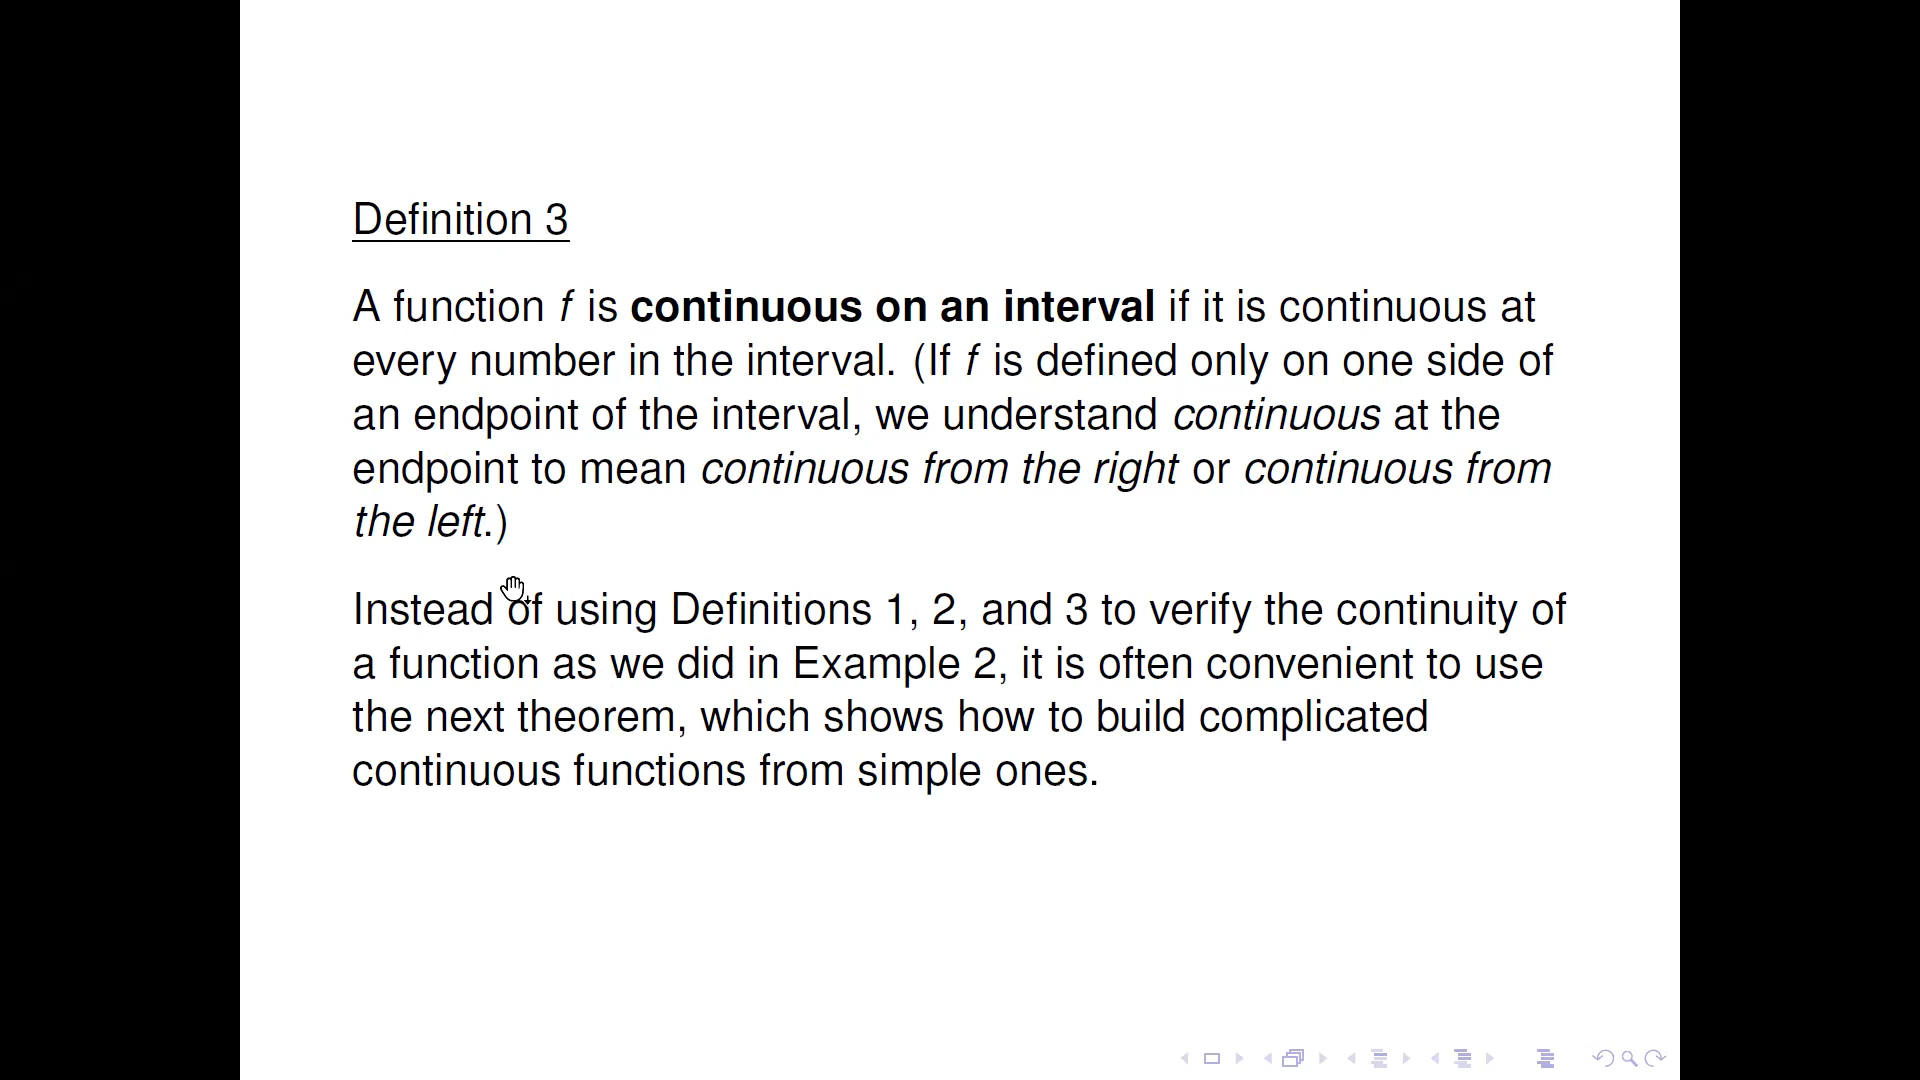 Definition 3
A function f is continuous on an interval if it is continuous at
every number in the interval. (If f is defined only on one side of
an endpoint of the interval, we understand continuous at the
endpoint to mean continuous from the right or continuous from
the left.)
Instead of using Definitions 1, 2, and 3 to verify the continuity of
a function as we did in Example 2, it is often convenient to use
the next theorem, which shows how to build complicated
continuous functions from simple ones.